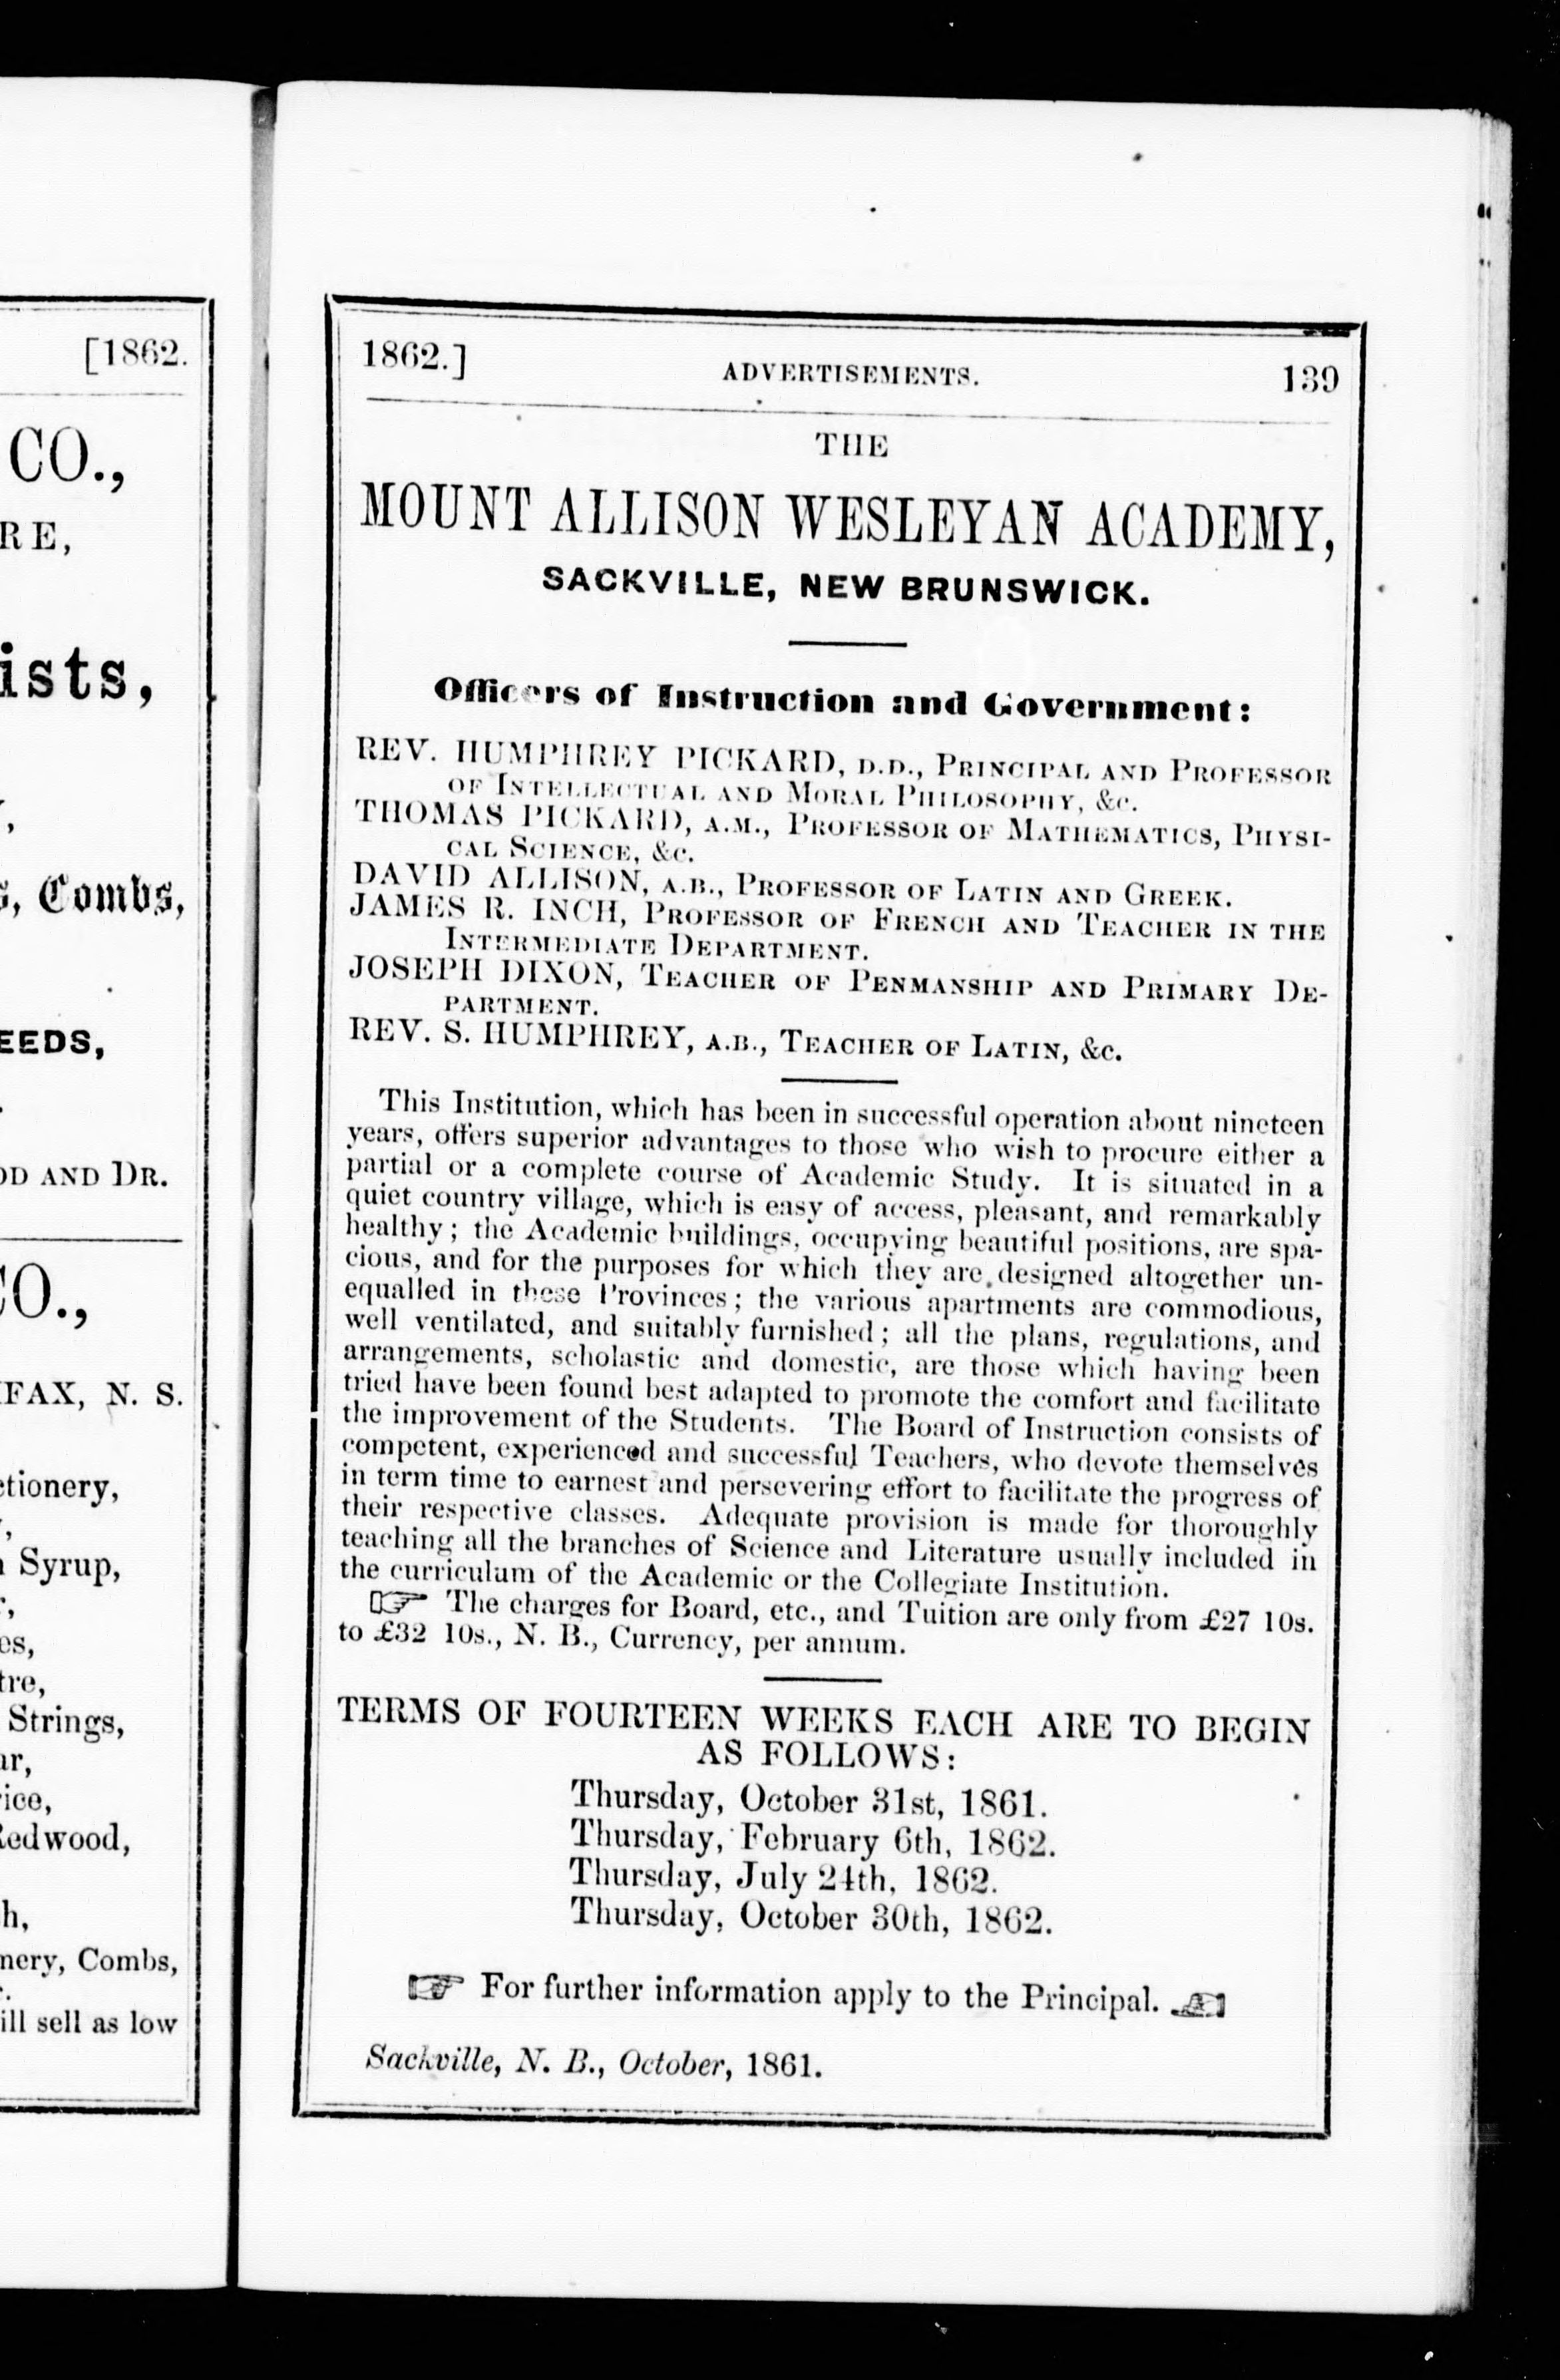 [1862.
CO.,
RE,
ists,
Combs,
EEDS,
OD AND DR.
CO.,
IFAX, N. S.
ctionery,
Syrup,
es,
tre,
Strings,
ar,
rice,
Redwood,
h,
nery, Combs,
ill sell as low
1862.] ADVERTISEMENTS. 139
THE
MOUNT ALLISON WESLEYAN ACADEMY,
SACKVILLE, NEW BRUNSWICK.
Officers of Instruction and Government:
REV. HUMPHREY PICKARD, D.D., PRINCIPAL AND PROFESSOR
OF INTELLECTUAL AND MORAL PHILOSOPHY, &c.
THOMAS PICKARD, A.M., PROFESSOR OF MATHEMATICS, PHYSI-
CAL SCIENCE, &c.
DAVID ALLISON, A.B., PROFESSOR OF LATIN AND GREEK.
JAMES R. INCH, PROFESSOR OF FRENCH AND TEACHER IN THE
INTERMEDIATE DEPARTMENT.
JOSEPH DIXON, TEACHER OF PENMANSHIP AND PRIMARY DE-
PARTMENT.
REV. S. HUMPHREY, A.B., TEACHER OF LATIN, &c.
This Institution, which has been in successful operation about nineteen
years, offers superior advantages to those who wish to procure either a
partial or a complete course of Academic Study. It is situated in a
quiet country village, which is easy of access, pleasant, and remarkably
healthy; the Academic buildings, occupying beautiful positions, are spa-
cious, and for the purposes for which they are designed altogether un-
equalled in these Provinces; the various apartments are commodious,
well ventilated, and suitably furnished; all the plans, regulations, and
arrangements, scholastic and domestic, are those which having been
tried have been found best adapted to promote the comfort and facilitate
the improvement of the Students. The Board of Instruction consists of
competent, experienced and successful Teachers, who devote themselves
in term time to earnest and persevering effort to facilitate the progress of
their respective classes. Adequate provision is made for thoroughly
teaching all the branches of Science and Literature usually included in
the curriculum of the Academic or the Collegiate Institution.
☞ The charges for Board, etc., and Tuition are only from £27 10s.
to £32 10s., N. B., Currency, per annum.
TERMS OF FOURTEEN WEEKS EACH ARE TO BEGIN
AS FOLLOWS:
Thursday, October 31st, 1861.
Thursday, February 6th, 1862.
Thursday, July 24th, 1862.
Thursday, October 30th, 1862.
☞ For further information apply to the Principal. ☜
Sackville, N. B., October, 1861.